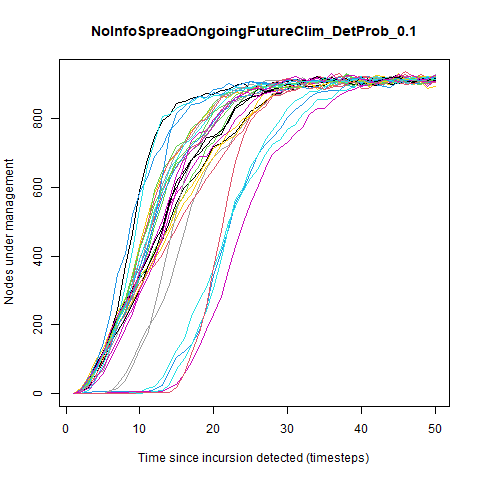 NoInfoSpreadOngoingFutureClim_DetProb_0.1
Nodes under management
800
600
400
200
0
0 10 20 30 40 50
Time since incursion detected (timesteps)